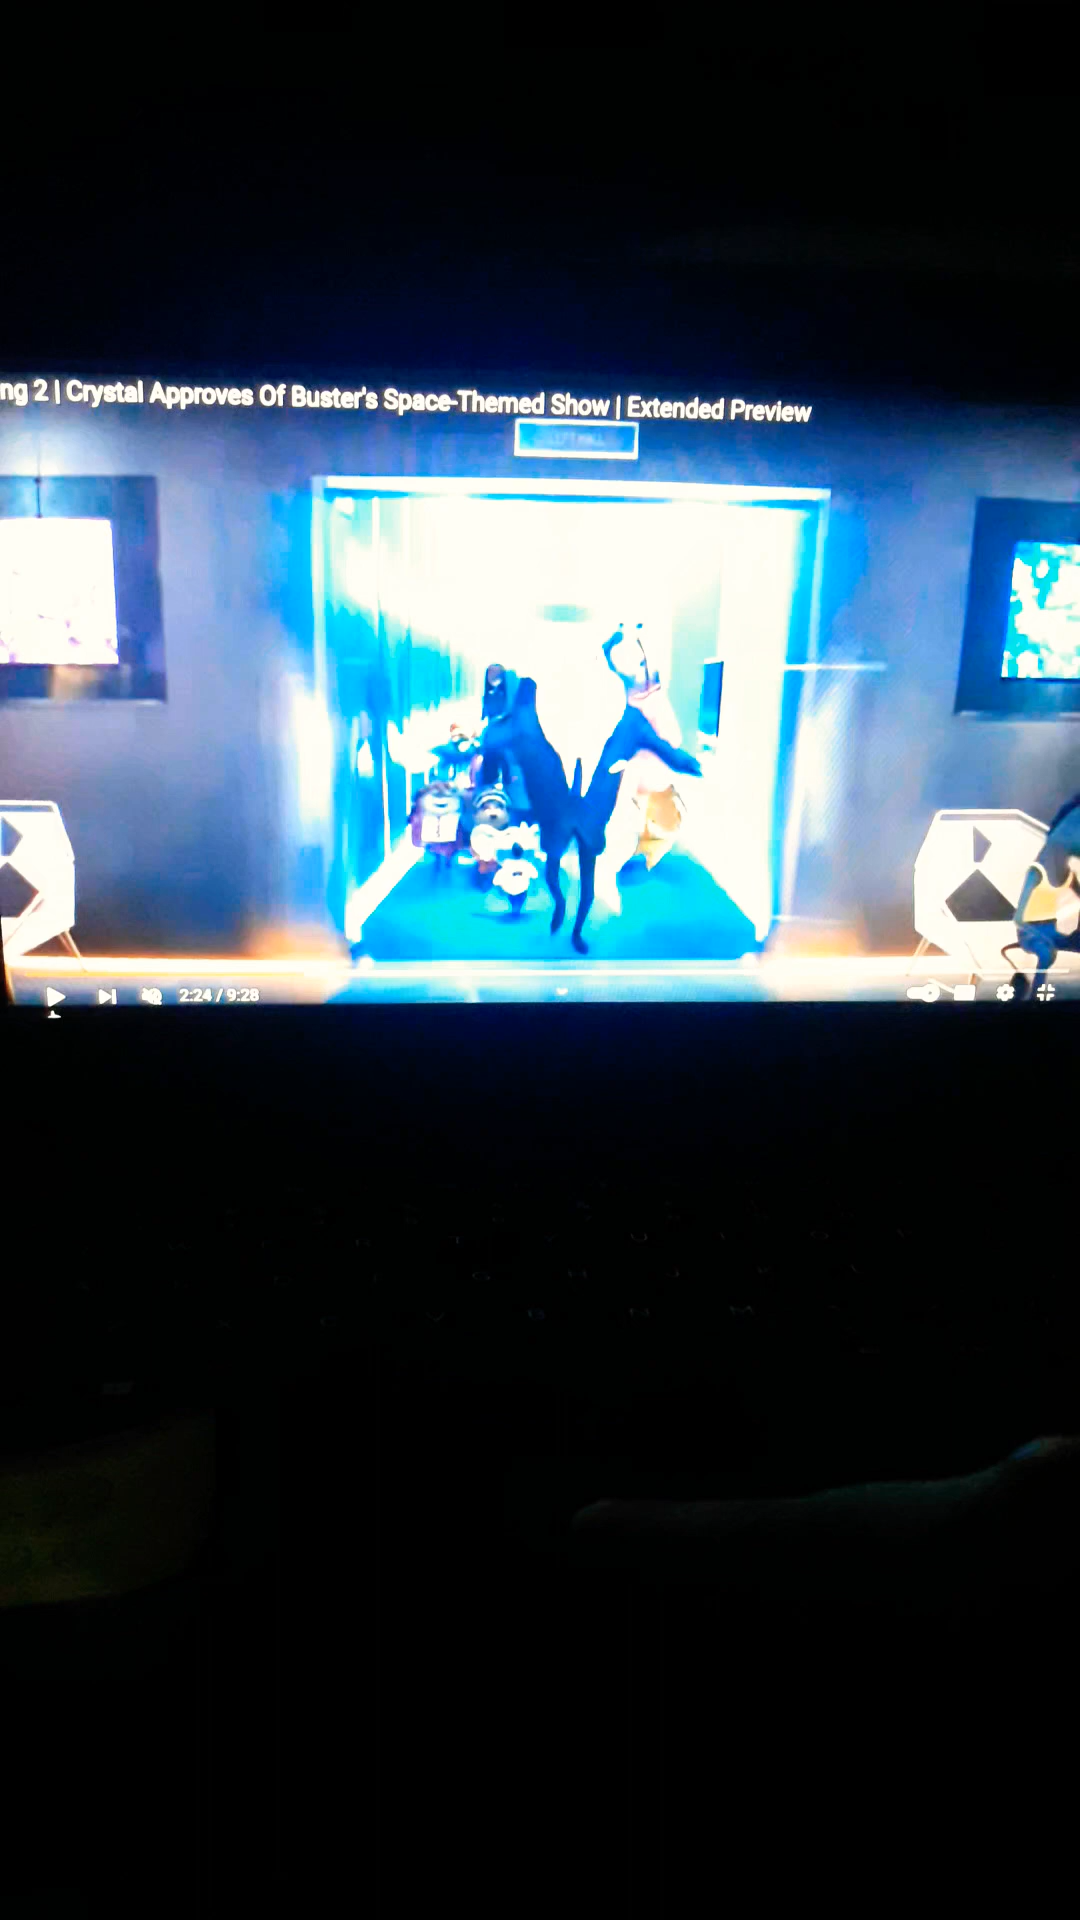 ng 2 | Crystal Approves Of Buster's Space-Themed Show | Extended Preview
2:24 / 9:28
T U
G H J
V B N M